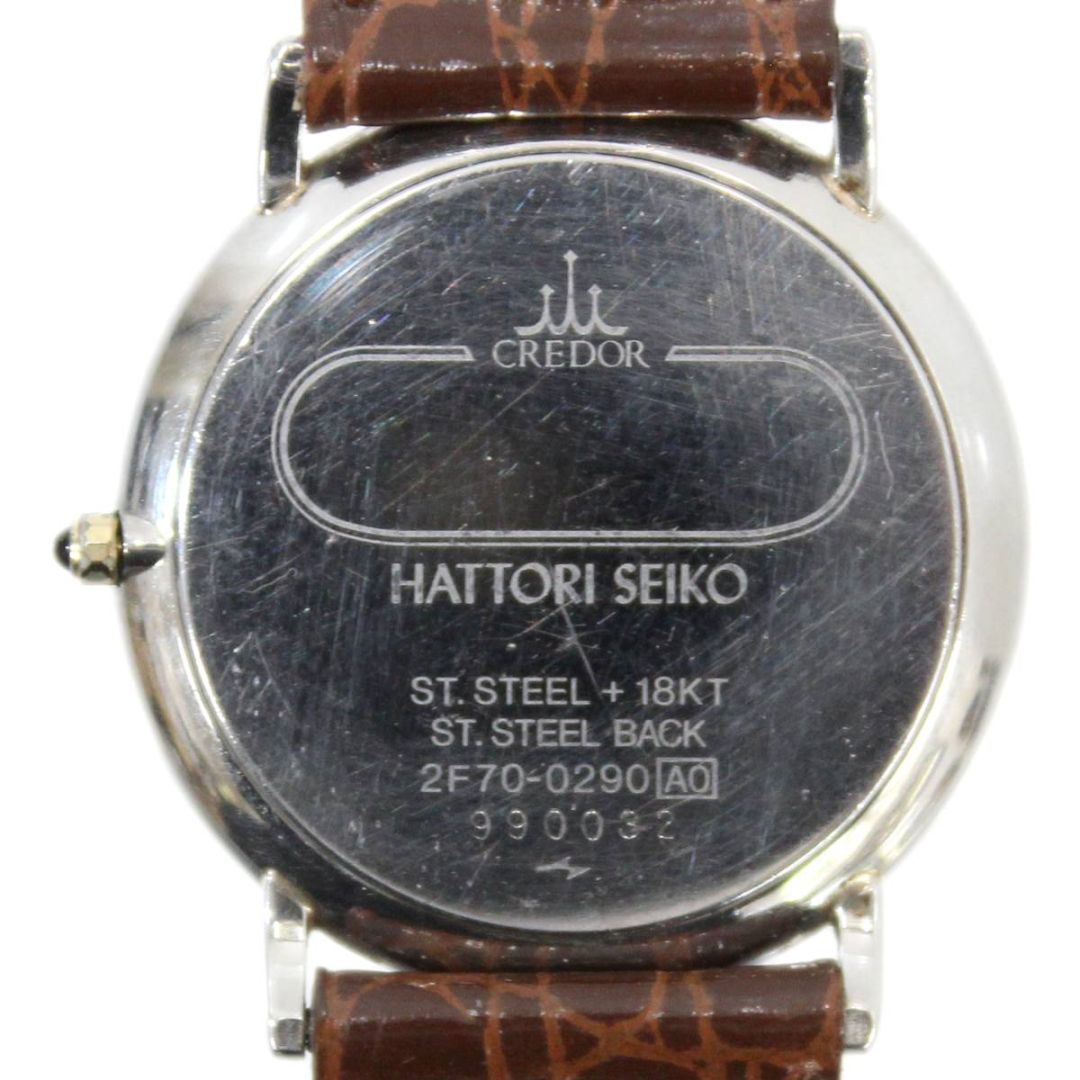 CREDOR
HATTORI SEIKO
ST. STEEL + 18KT
ST. STEEL BACK
2F70-0290 A0
990032